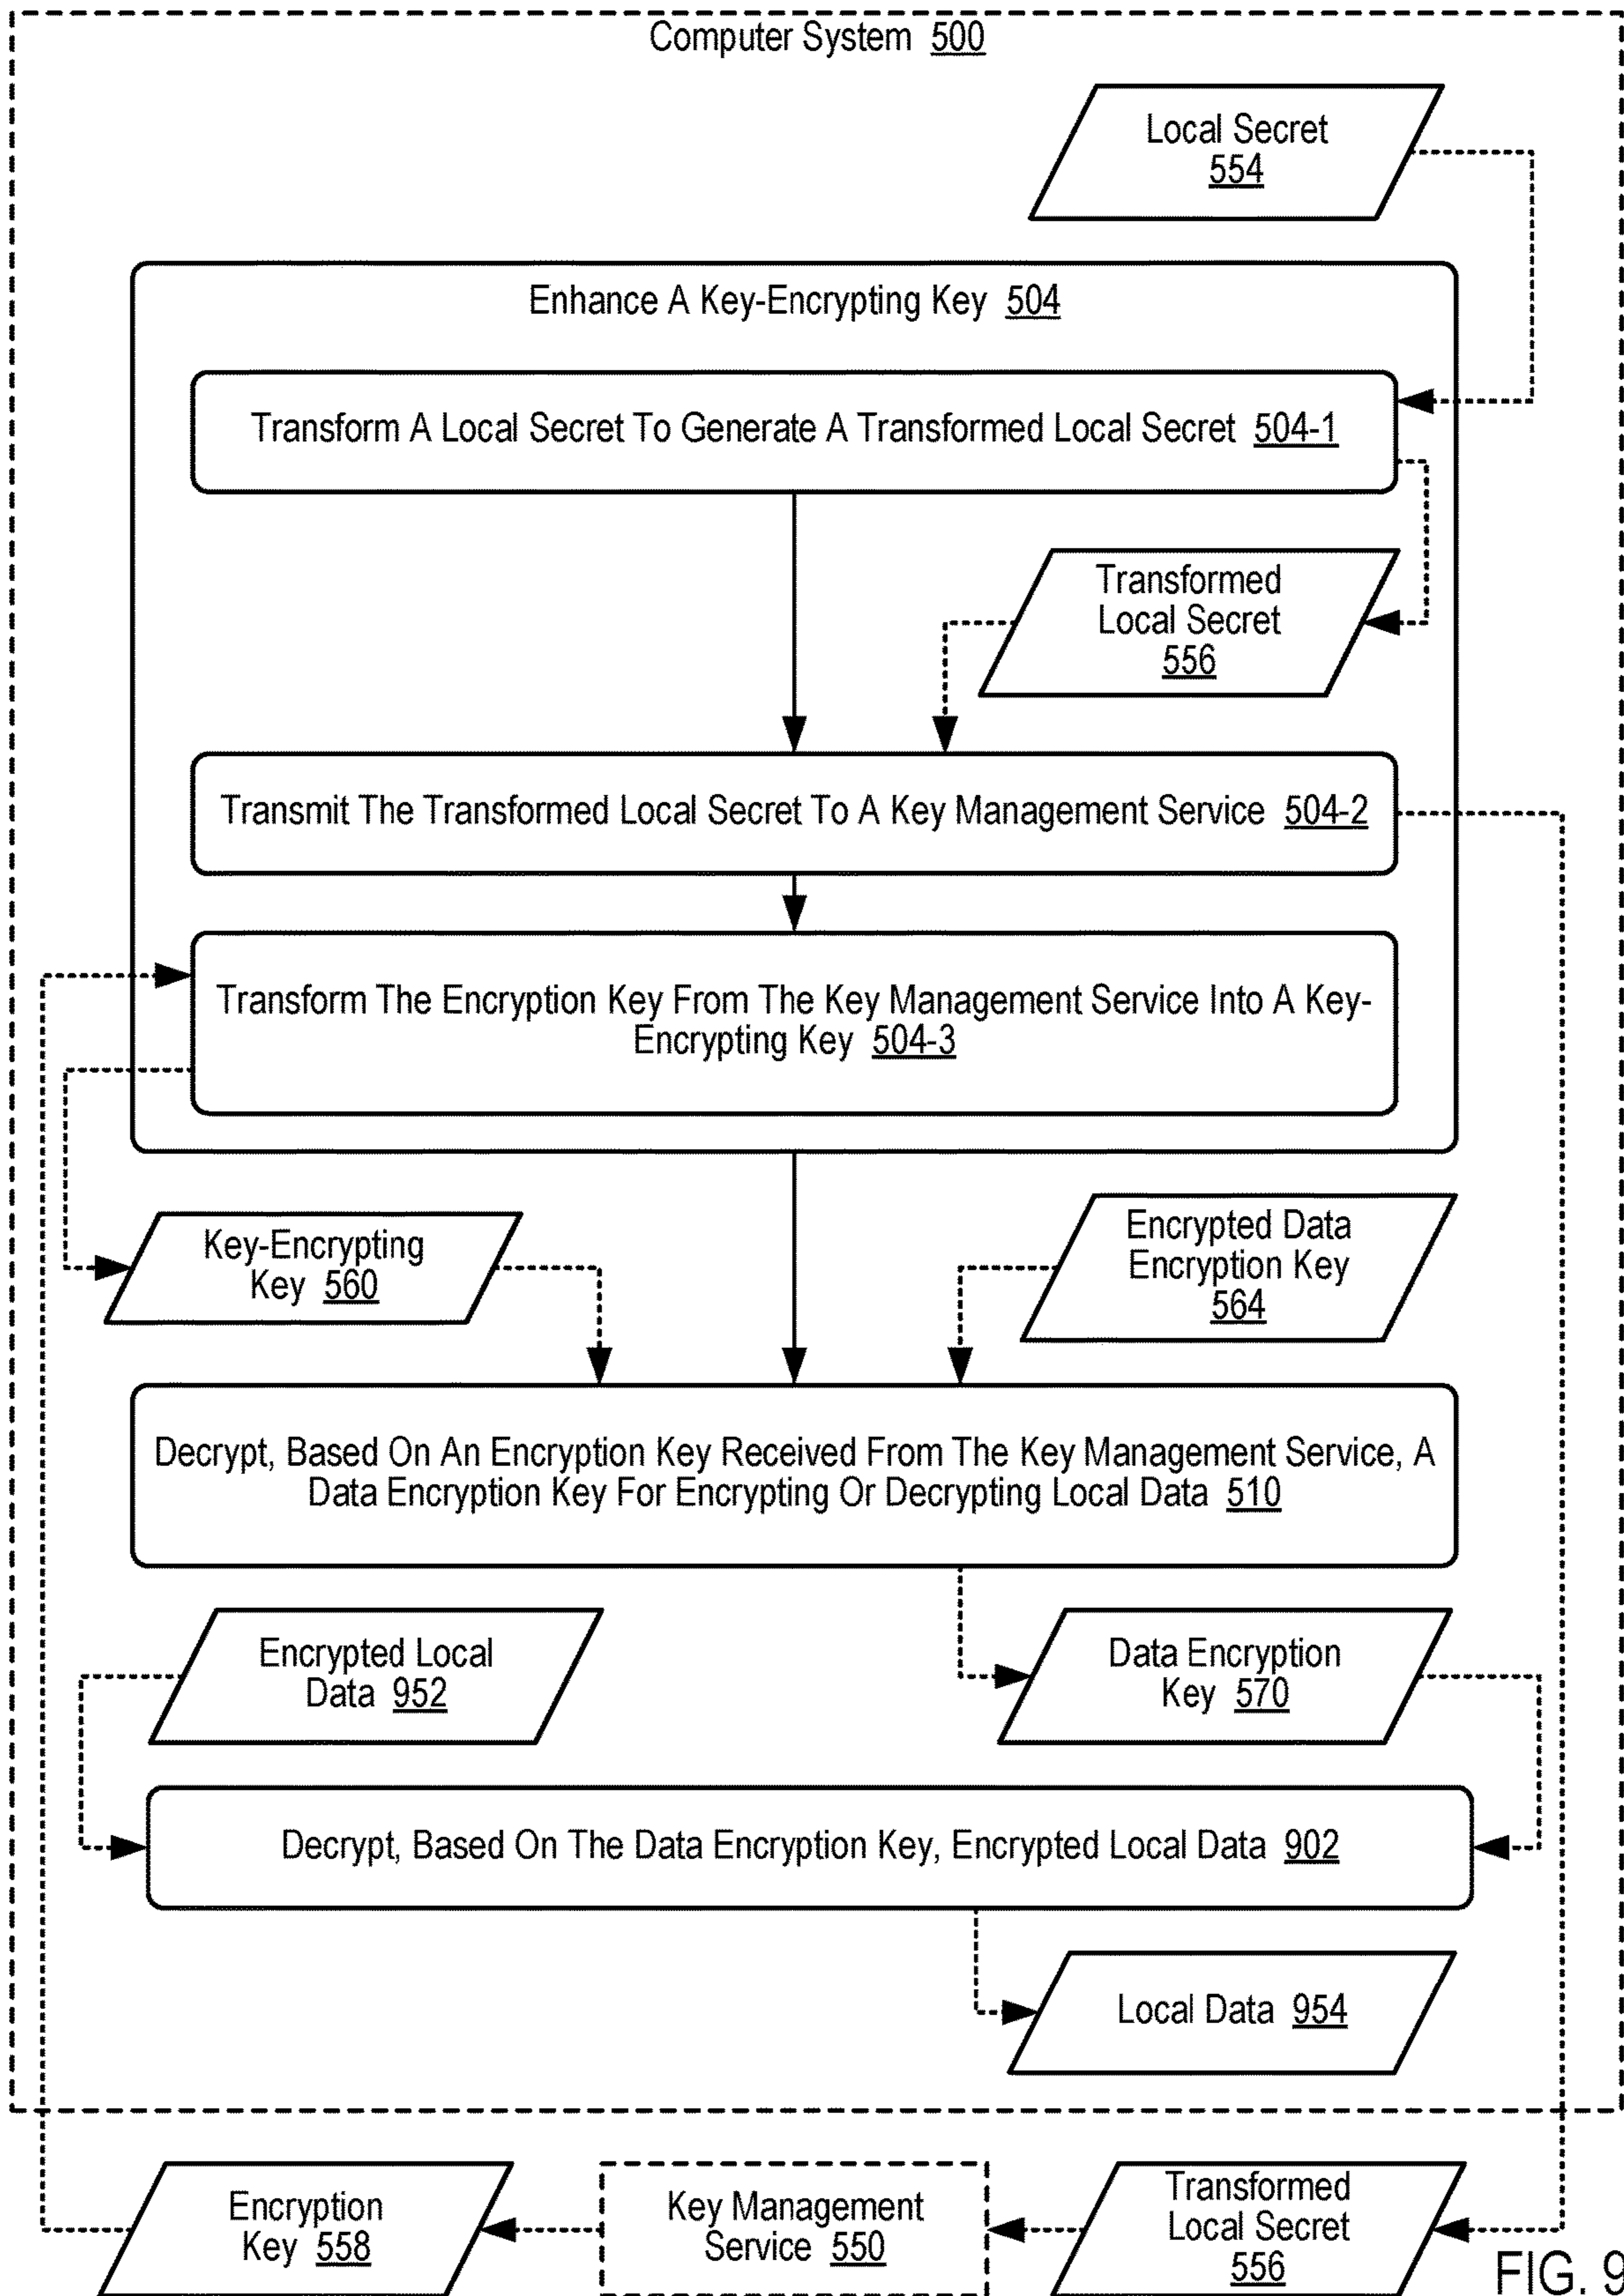 Computer System 500
Local Secret
554
Enhance A Key-Encrypting Key 504
Transform A Local Secret To Generate A Transformed Local Secret 504-1
Transformed
Local Secret
556
Transmit The Transformed Local Secret To A Key Management Service 504-2
Transform The Encryption Key From The Key Management Service Into A Key-
Encrypting Key 504-3
Key-Encrypting
Key 560
Encrypted Data
Encryption Key
564
Decrypt, Based On An Encryption Key Received From The Key Management Service, A
Data Encryption Key For Encrypting Or Decrypting Local Data 510
Encrypted Local
Data 952
Data Encryption
Key 570
Decrypt, Based On The Data Encryption Key, Encrypted Local Data 902
Local Data 954
Encryption
Key 558
Key Management
Service 550
Transformed
Local Secret
556
FIG. 9